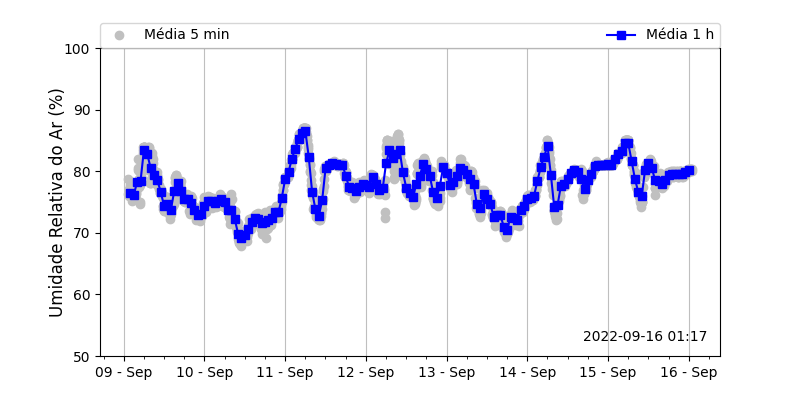 Média 5 min
Média 1 h
Umidade Relativa do Ar (%)
100
90
80
70
60
50
2022-09-16 01:17
09 - Sep
10 - Sep
11 - Sep
12 - Sep
13 - Sep
14 - Sep
15 - Sep
16 - Sep